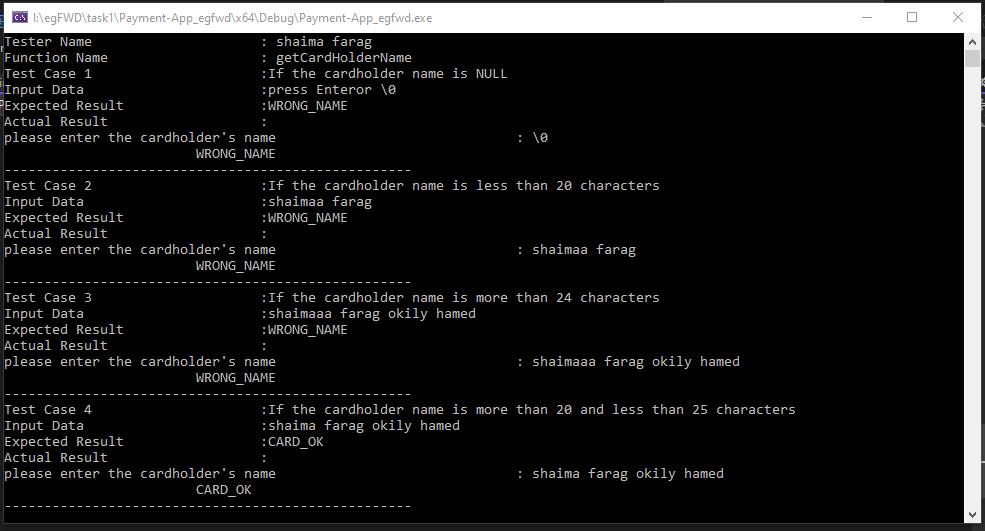 I:\egFWD\task1\Payment-App_egfwd\x64\Debug\Payment-App_egfwd.exe
Tester Name : shaima farag
Function Name : getCardHolderName
Test Case 1 :If the cardholder name is NULL
Input Data :press Enteror \0
Expected Result :WRONG_NAME
Actual Result :
please enter the cardholder's name : \0
WRONG_NAME
---------------------------------------------------
Test Case 2 :If the cardholder name is less than 20 characters
Input Data :shaimaa farag
Expected Result :WRONG_NAME
Actual Result :
please enter the cardholder's name : shaimaa farag
WRONG_NAME
---------------------------------------------------
Test Case 3 :If the cardholder name is more than 24 characters
Input Data :shaimaaa farag okily hamed
Expected Result :WRONG_NAME
Actual Result :
please enter the cardholder's name : shaimaaa farag okily hamed
WRONG_NAME
---------------------------------------------------
Test Case 4 :If the cardholder name is more than 20 and less than 25 characters
Input Data :shaima farag okily hamed
Expected Result :CARD_OK
Actual Result :
please enter the cardholder's name : shaima farag okily hamed
CARD_OK
---------------------------------------------------